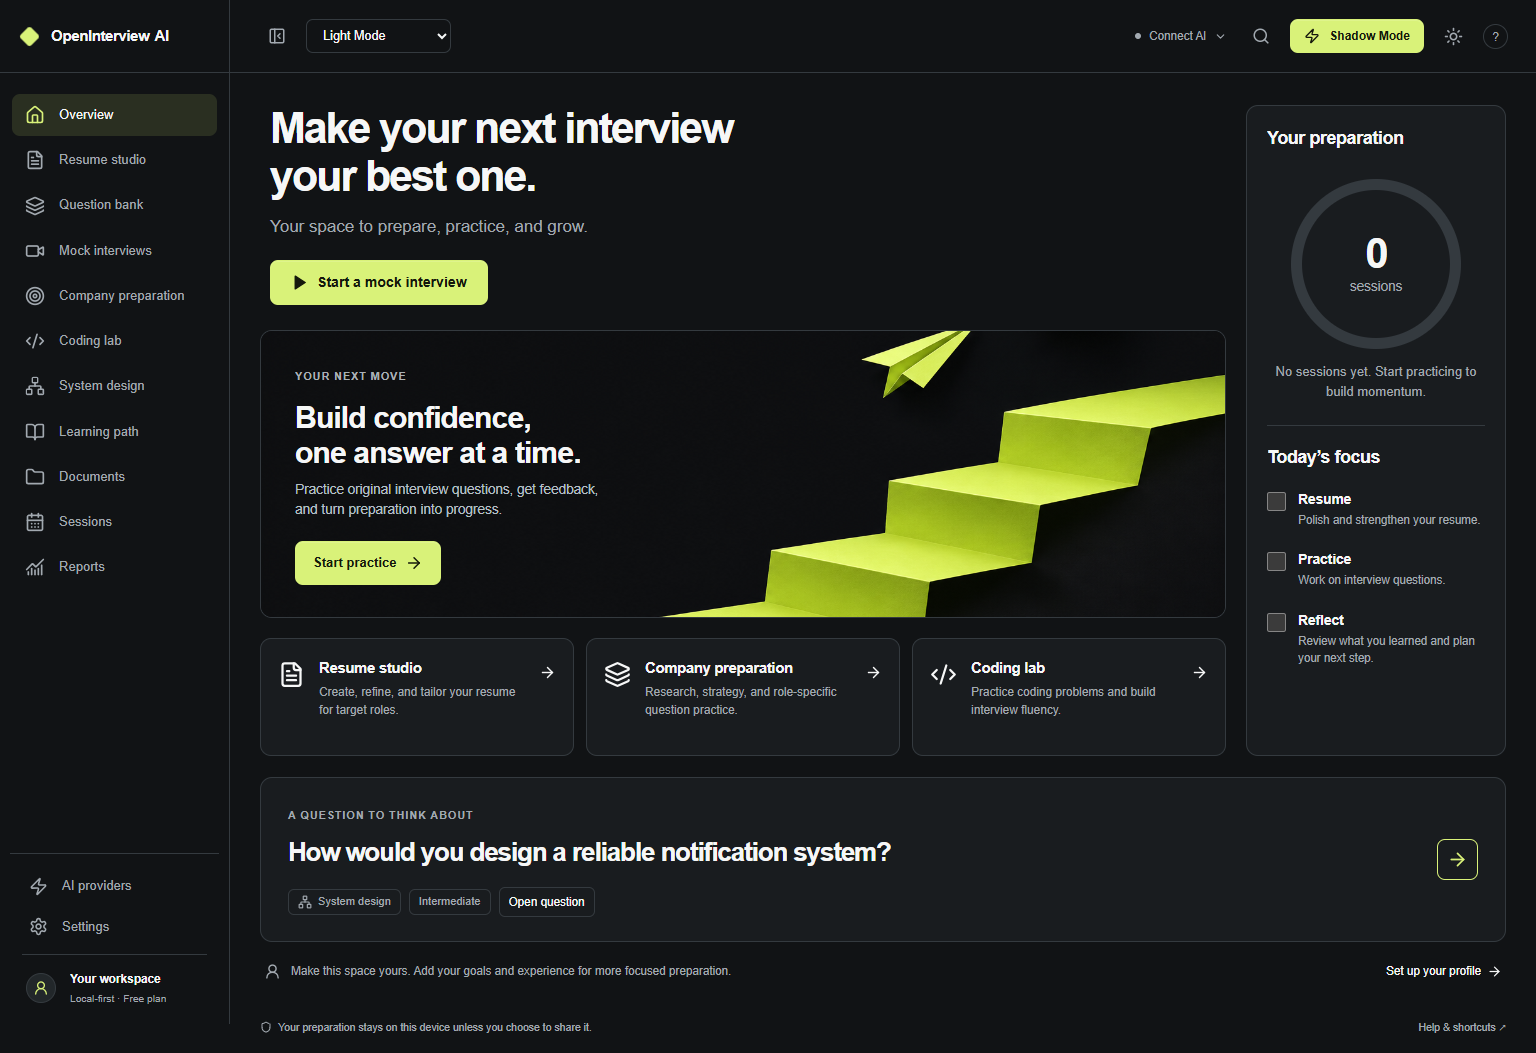 OpenInterview AI
Light Mode
Connect AI
Shadow Mode
?
Overview
Resume studio
Question bank
Mock interviews
Company preparation
Coding lab
System design
Learning path
Documents
Sessions
Reports
AI providers
Settings
Your workspace
Local-first · Free plan
Make your next interview
your best one.
Your space to prepare, practice, and grow.
Start a mock interview
YOUR NEXT MOVE
Build confidence,
one answer at a time.
Practice original interview questions, get feedback,
and turn preparation into progress.
Start practice
Resume studio
Create, refine, and tailor your resume
for target roles.
Company preparation
Research, strategy, and role-specific
question practice.
Coding lab
Practice coding problems and build
interview fluency.
Your preparation
0
sessions
No sessions yet. Start practicing to
build momentum.
Today’s focus
Resume
Polish and strengthen your resume.
Practice
Work on interview questions.
Reflect
Review what you learned and plan
your next step.
A QUESTION TO THINK ABOUT
How would you design a reliable notification system?
System design
Intermediate
Open question
Make this space yours. Add your goals and experience for more focused preparation.
Set up your profile
Your preparation stays on this device unless you choose to share it.
Help & shortcuts ↗